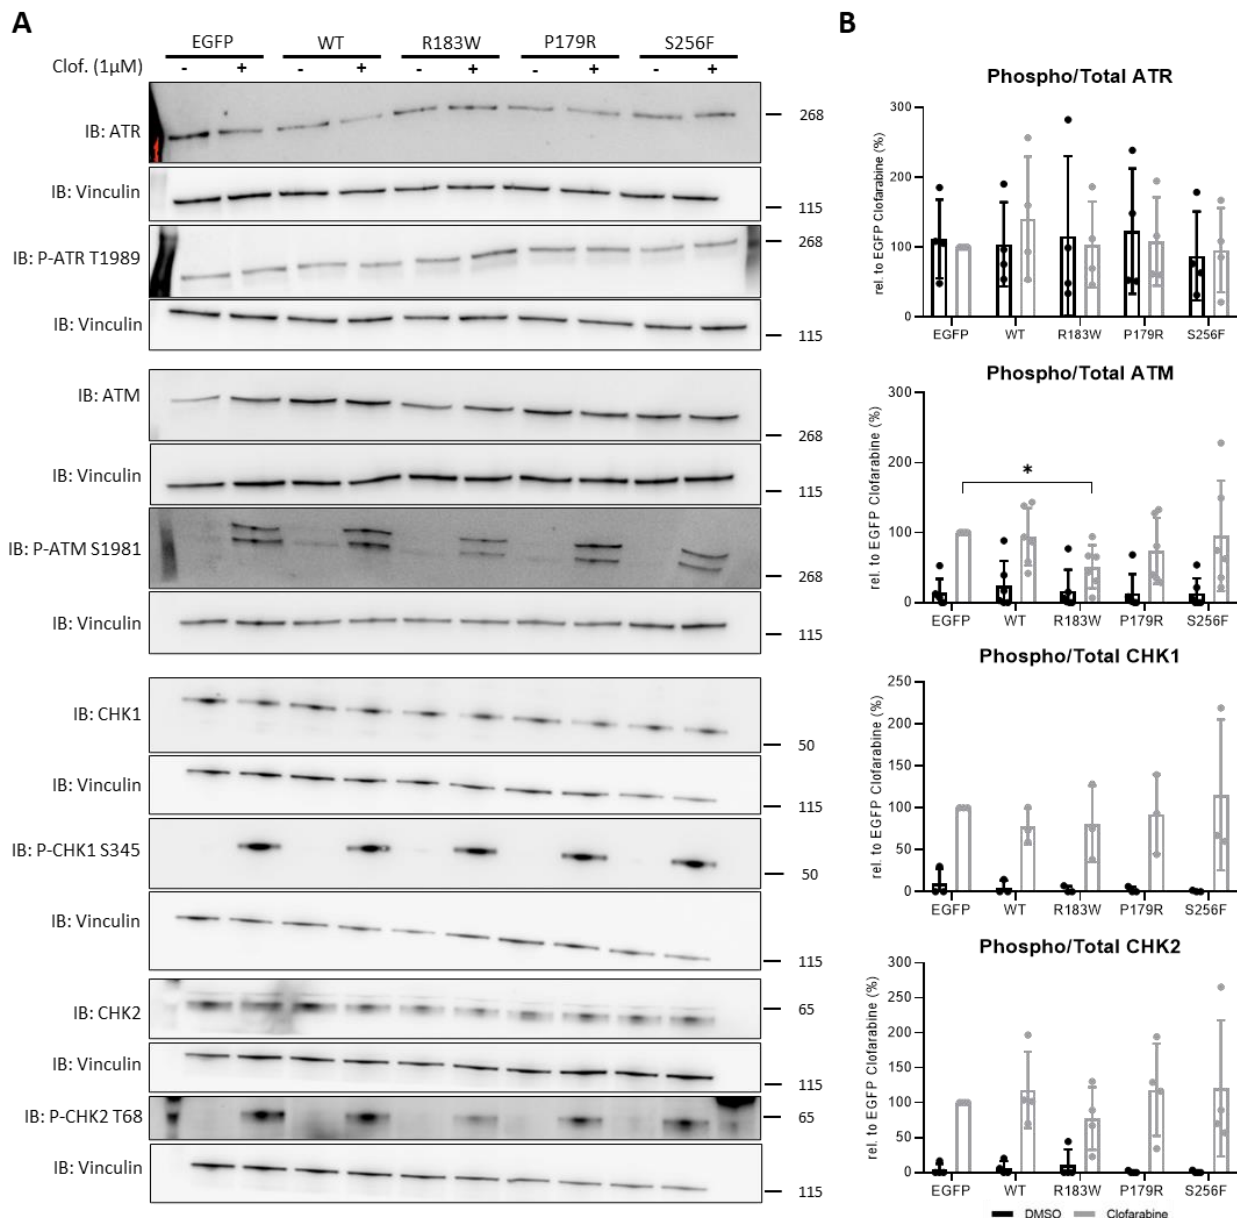 A
EGFP WT R183W P179R S256F
Clof. (1µM) - + - + - + - + - +
IB: ATR 268
IB: Vinculin 115
IB: P-ATR T1989 268
IB: Vinculin 115
IB: ATM 268
IB: Vinculin 115
IB: P-ATM S1981 268
IB: Vinculin 115
IB: CHK1 50
IB: Vinculin 115
IB: P-CHK1 S345 50
IB: Vinculin 115
IB: CHK2 65
IB: Vinculin 115
IB: P-CHK2 T68 65
IB: Vinculin 115
B
Phospho/Total ATR
rel. to EGFP Clofarabine (%)
300
200
100
0
EGFP WT R183W P179R S256F
Phospho/Total ATM
rel. to EGFP Clofarabine (%)
300
200
100
0
*
EGFP WT R183W P179R S256F
Phospho/Total CHK1
rel. to EGFP Clofarabine (%)
250
200
150
100
50
0
EGFP WT R183W P179R S256F
Phospho/Total CHK2
rel. to EGFP Clofarabine (%)
300
250
200
150
100
50
0
EGFP WT R183W P179R S256F
DMSO Clofarabine